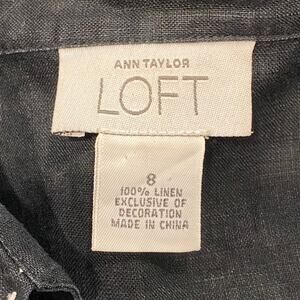 ANN TAYLOR
LOFT
8
100% LINEN
EXCLUSIVE OF
DECORATION
MADE IN CHINA